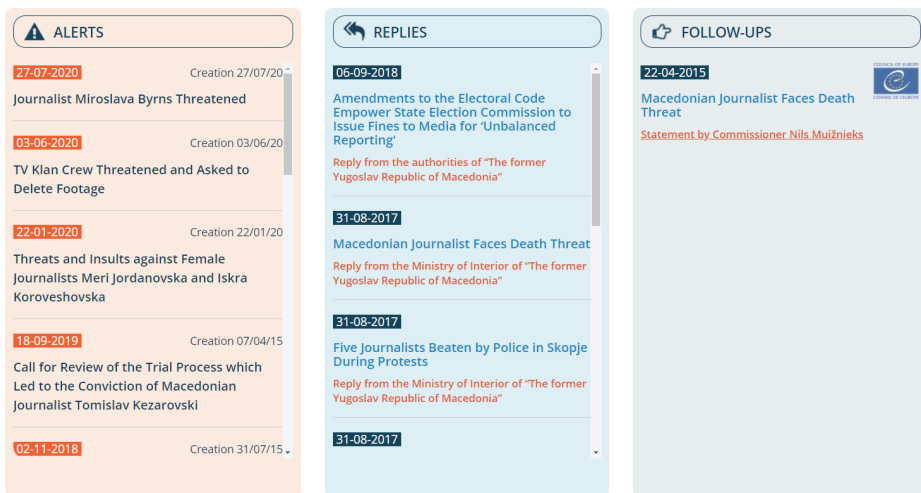 ALERTS
27-07-2020 Creation 27/07/20
Journalist Miroslava Byrns Threatened
03-06-2020 Creation 03/06/20
TV Klan Crew Threatened and Asked to
Delete Footage
22-01-2020 Creation 22/01/20
Threats and Insults against Female
Journalists Meri Jordanovska and Iskra
Koroveshovska
18-09-2019 Creation 07/04/15
Call for Review of the Trial Process which
Led to the Conviction of Macedonian
Journalist Tomislav Kezarovski
02-11-2018 Creation 31/07/15
REPLIES
06-09-2018
Amendments to the Electoral Code
Empower State Election Commission to
Issue Fines to Media for ‘Unbalanced
Reporting’
Reply from the authorities of “The former
Yugoslav Republic of Macedonia”
31-08-2017
Macedonian Journalist Faces Death Threat
Reply from the Ministry of Interior of “The former
Yugoslav Republic of Macedonia”
31-08-2017
Five Journalists Beaten by Police in Skopje
During Protests
Reply from the Ministry of Interior of “The former
Yugoslav Republic of Macedonia”
31-08-2017
FOLLOW-UPS
22-04-2015
COUNCIL OF EUROPE
CONSEIL DE L'EUROPE
Macedonian Journalist Faces Death
Threat
Statement by Commissioner Nils Muižnieks